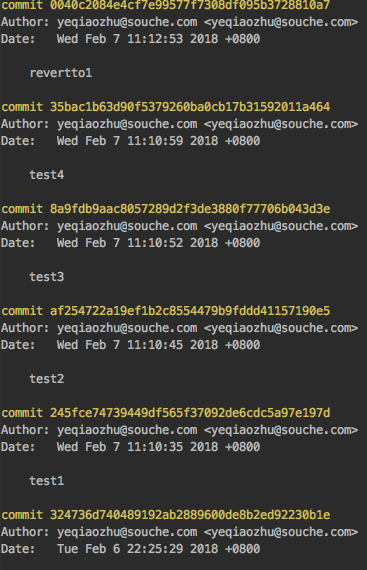 commit 0040c2084e4cf7e99577f7308df095b3728810a7
Author: yeqiaozhu@souche.com <yeqiaozhu@souche.com>
Date:   Wed Feb 7 11:12:53 2018 +0800
revertto1
commit 35bac1b63d90f5379260ba0cb17b31592011a464
Author: yeqiaozhu@souche.com <yeqiaozhu@souche.com>
Date:   Wed Feb 7 11:10:59 2018 +0800
test4
commit 8a9fdb9aac8057289d2f3de3880f77706b043d3e
Author: yeqiaozhu@souche.com <yeqiaozhu@souche.com>
Date:   Wed Feb 7 11:10:52 2018 +0800
test3
commit af254722a19ef1b2c8554479b9fddd41157190e5
Author: yeqiaozhu@souche.com <yeqiaozhu@souche.com>
Date:   Wed Feb 7 11:10:45 2018 +0800
test2
commit 245fce74739449df565f37092de6cdc5a97e197d
Author: yeqiaozhu@souche.com <yeqiaozhu@souche.com>
Date:   Wed Feb 7 11:10:35 2018 +0800
test1
commit 324736d740489192ab2889600de8b2ed92230b1e
Author: yeqiaozhu@souche.com <yeqiaozhu@souche.com>
Date:   Tue Feb 6 22:25:29 2018 +0800